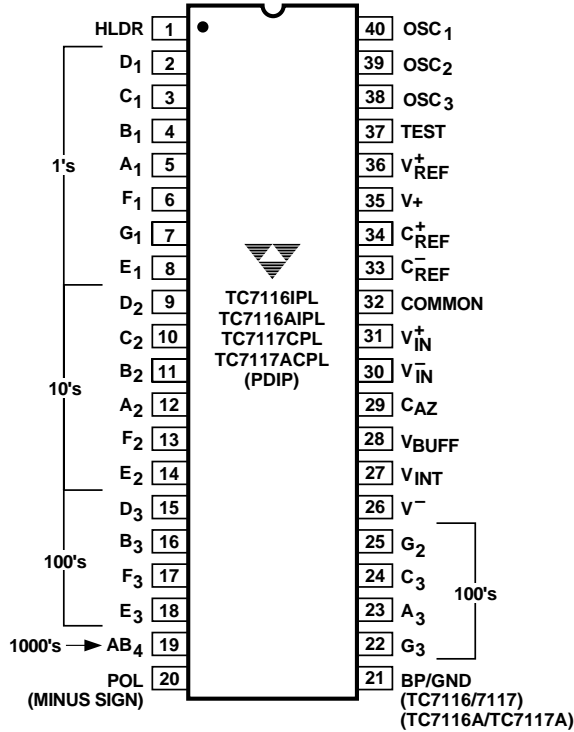 HLDR 1 40 OSC1
D1 2 39 OSC2
C1 3 38 OSC3
B1 4 37 TEST
1's
A1 5 36 V+REF
F1 6 35 V+
G1 7 34 C+REF
E1 8 33 C−REF
TC7116IPL
TC7116AIPL
TC7117CPL
TC7117ACPL
(PDIP)
D2 9 32 COMMON
C2 10 31 V+IN
B2 11 30 V−IN
10's
A2 12 29 CAZ
F2 13 28 VBUFF
E2 14 27 VINT
D3 15 26 V−
B3 16 25 G2
100's
F3 17 24 C3
100's
E3 18 23 A3
1000's AB4 19 22 G3
POL 20 21 BP/GND
(MINUS SIGN) (TC7116/7117)
(TC7116A/TC7117A)